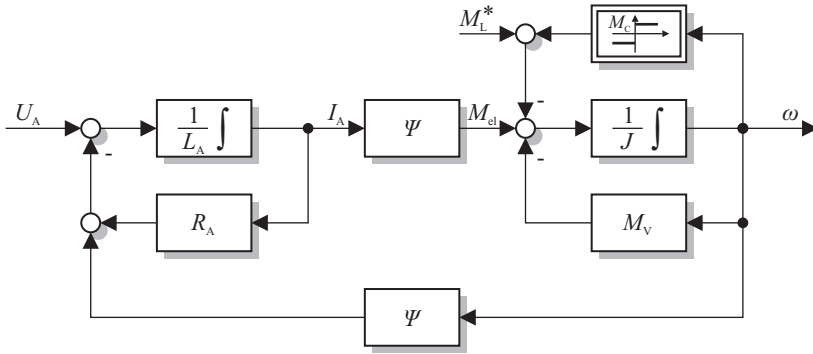 M_L^*
M_C
U_A
1/L_A ∫
I_A
Ψ
M_el
1/J ∫
ω
-
-
-
R_A
M_V
Ψ